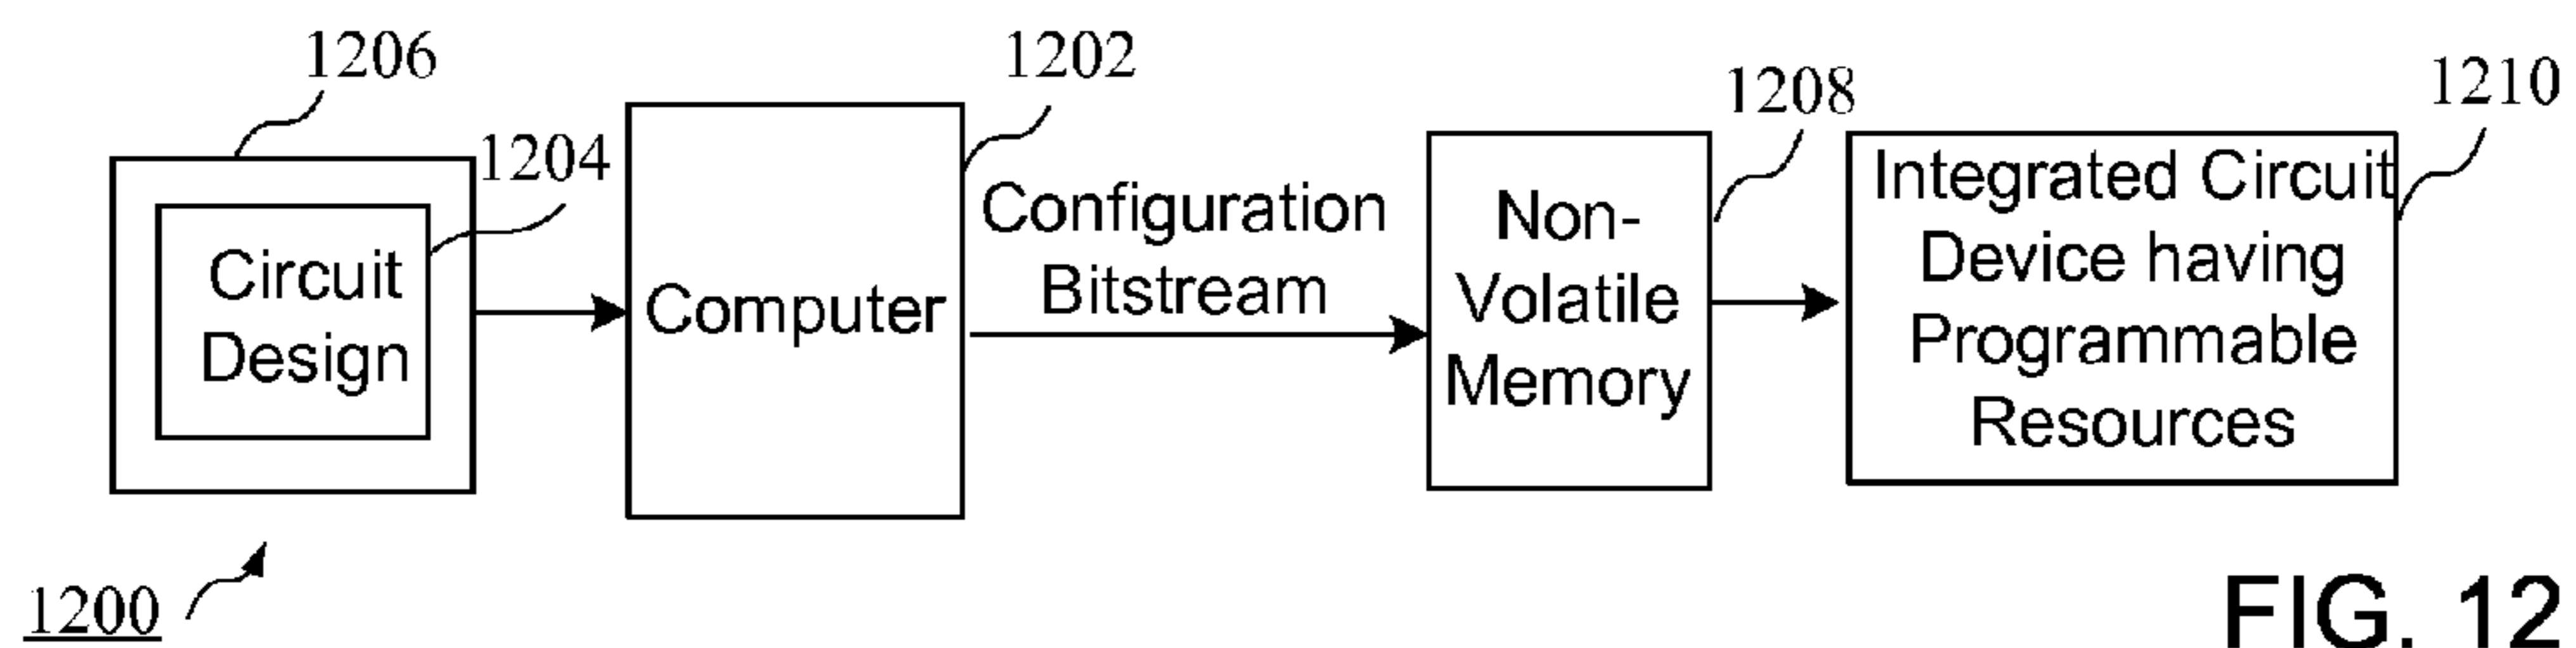 1206
1204
Circuit
Design
1202
Computer
Configuration
Bitstream
1208
Non-
Volatile
Memory
1210
Integrated Circuit
Device having
Programmable
Resources
1200
FIG. 12